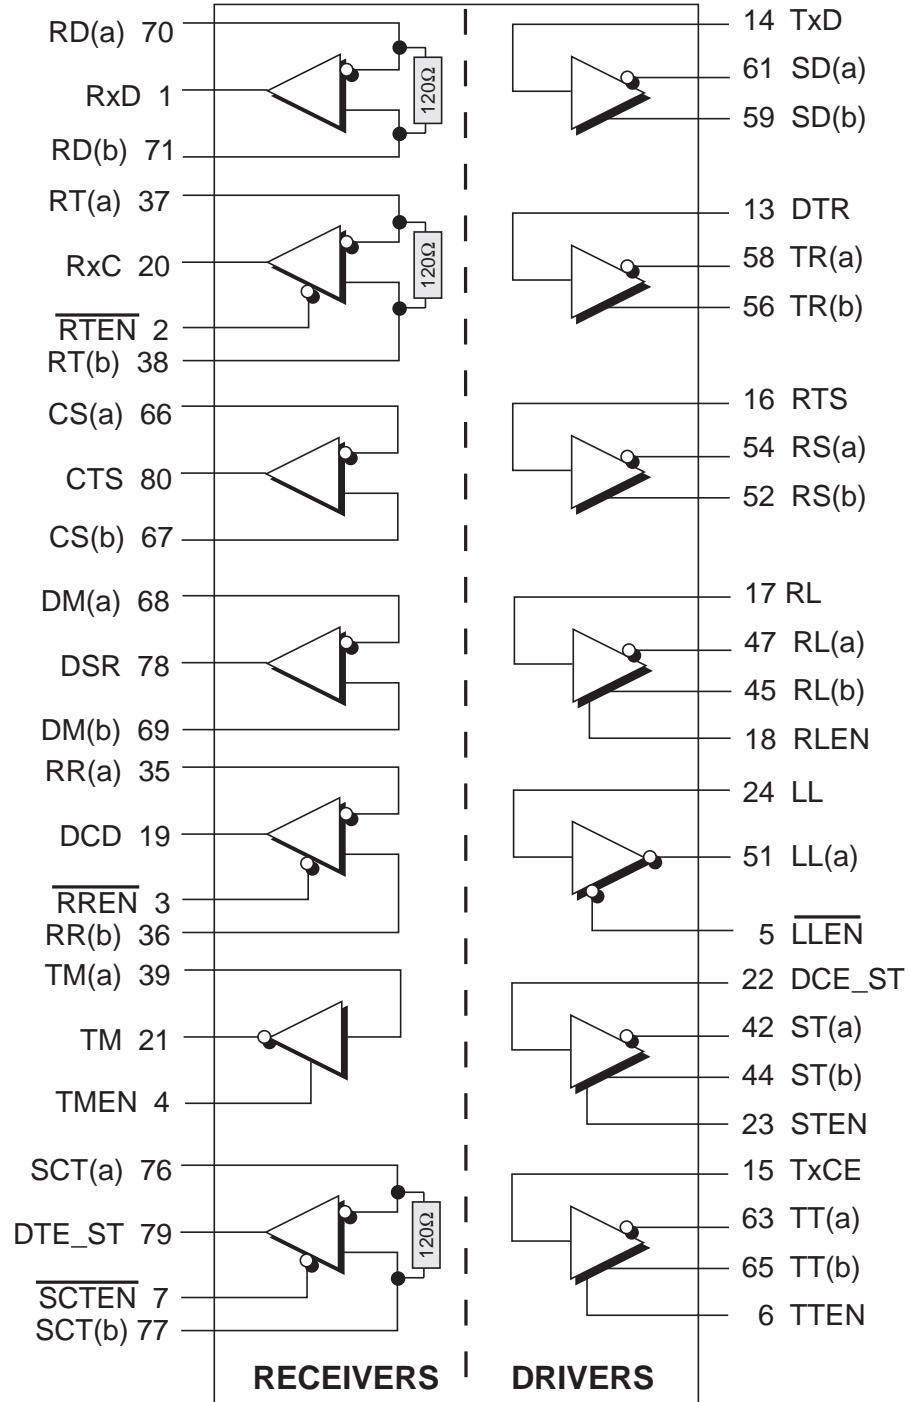 RD(a) 70
120Ω
RxD 1
RD(b) 71
RT(a) 37
120Ω
RxC 20
R̅T̅E̅N̅ 2
RT(b) 38
CS(a) 66
CTS 80
CS(b) 67
DM(a) 68
DSR 78
DM(b) 69
RR(a) 35
DCD 19
R̅R̅E̅N̅ 3
RR(b) 36
TM(a) 39
TM 21
TMEN 4
SCT(a) 76
120Ω
DTE_ST 79
S̅C̅T̅E̅N̅ 7
SCT(b) 77
RECEIVERS
14 TxD
61 SD(a)
59 SD(b)
13 DTR
58 TR(a)
56 TR(b)
16 RTS
54 RS(a)
52 RS(b)
17 RL
47 RL(a)
45 RL(b)
18 RLEN
24 LL
51 LL(a)
5 L̅L̅E̅N̅
22 DCE_ST
42 ST(a)
44 ST(b)
23 STEN
15 TxCE
63 TT(a)
65 TT(b)
6 TTEN
DRIVERS